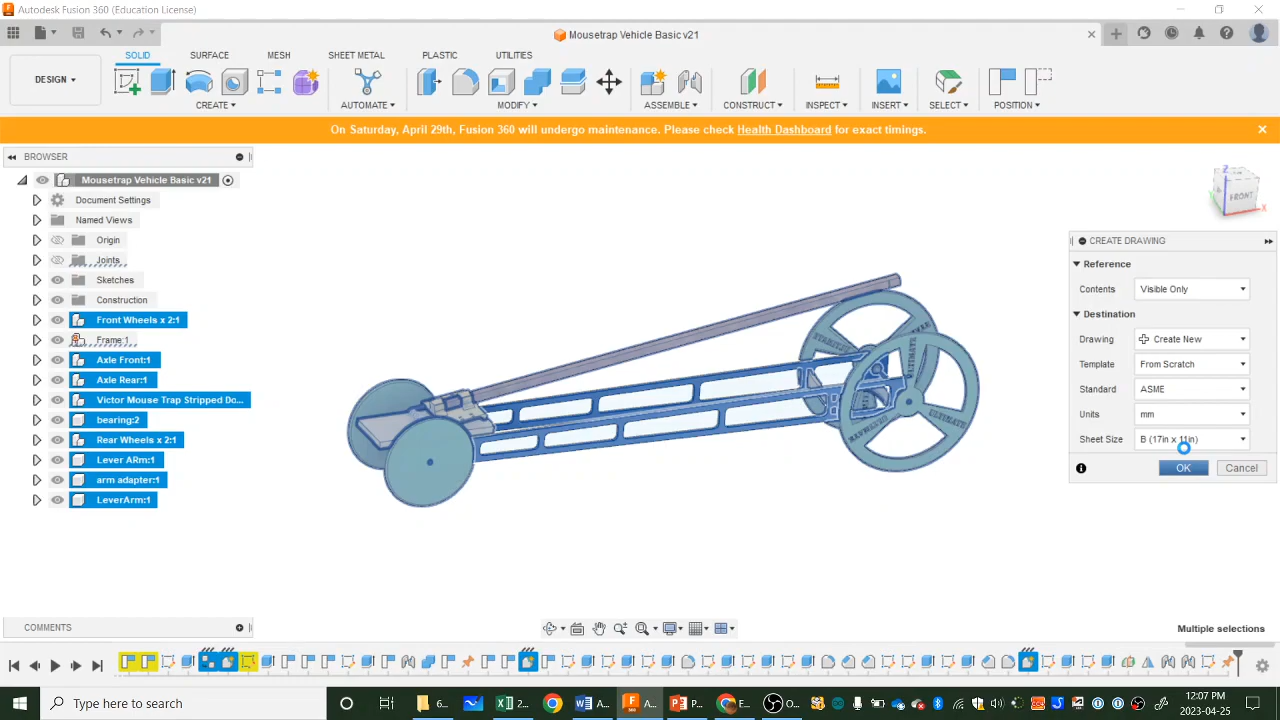 Autodesk Fusion 360 (Education License)
Mousetrap Vehicle Basic v21
DESIGN
SOLID
SURFACE
MESH
SHEET METAL
PLASTIC
UTILITIES
CREATE
AUTOMATE
MODIFY
ASSEMBLE
CONSTRUCT
INSPECT
INSERT
SELECT
POSITION
On Saturday, April 29th, Fusion 360 will undergo maintenance. Please check Health Dashboard for exact timings.
BROWSER
Mousetrap Vehicle Basic v21
Document Settings
Named Views
Origin
Joints
Sketches
Construction
Front Wheels x 2:1
Frame:1
Axle Front:1
Axle Rear:1
Victor Mouse Trap Stripped Do...
bearing:2
Rear Wheels x 2:1
Lever ARm:1
arm adapter:1
LeverArm:1
Z
FRONT
X
ULTIMATE
ULTIMATE
CREATE DRAWING
Reference
Contents Visible Only
Destination
Drawing Create New
Template From Scratch
Standard ASME
Units mm
Sheet Size B (17in x 11in)
OK Cancel
COMMENTS
Multiple selections
Type here to search
2...
A...
F 360 A...
P...
E...
O...
12:07 PM
2023-04-25